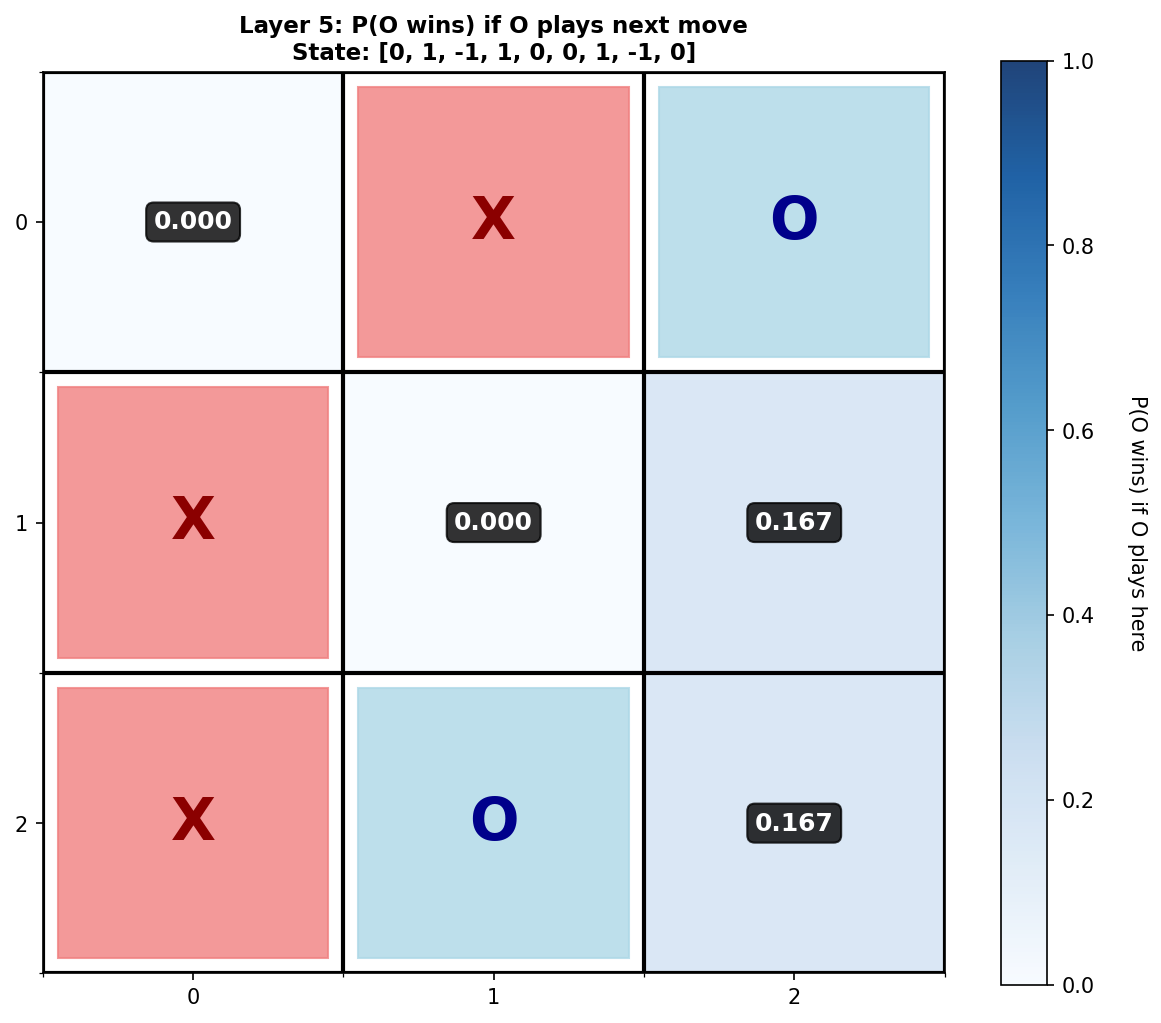 Layer 5: P(O wins) if O plays next move
State: [0, 1, -1, 1, 0, 0, 1, -1, 0]
0
0.000
X
O
1
X
0.000
0.167
2
X
O
0.167
0
1
2
1.0
0.8
0.6
0.4
0.2
0.0
P(O wins) if O plays here